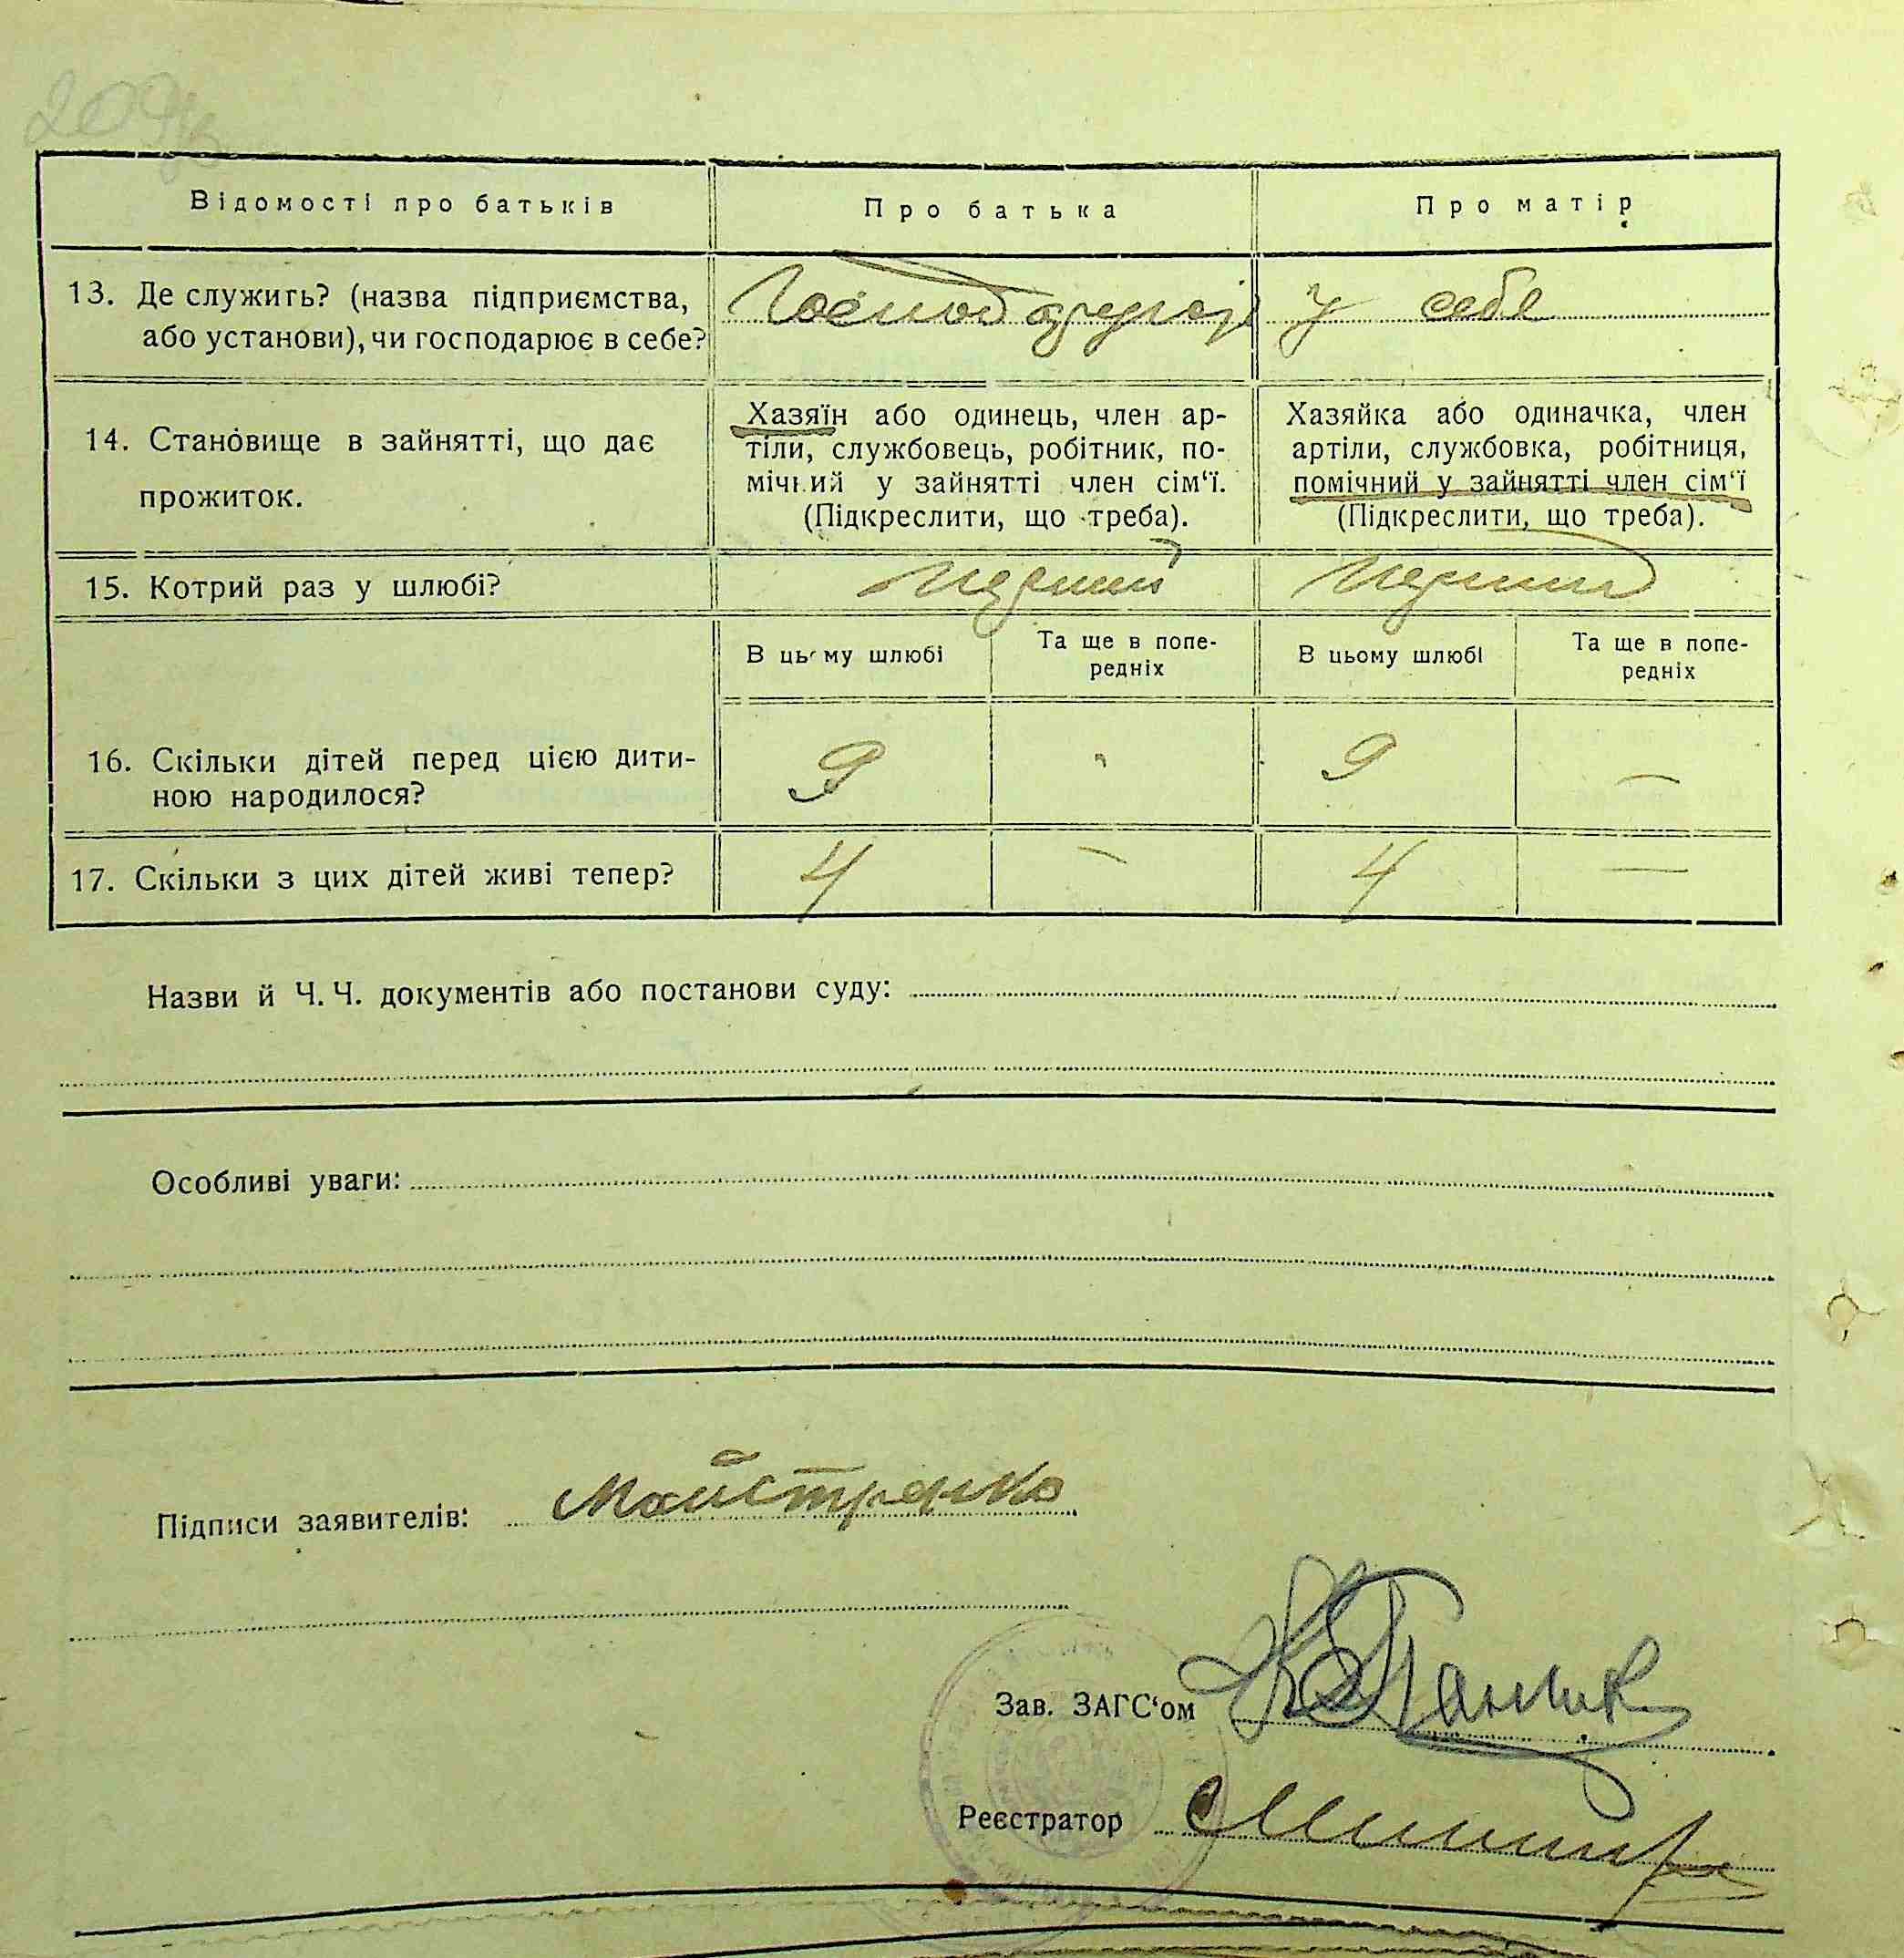 Відомості про батьків
Про батька
Про матір
13. Де служить? (назва підприємства,
або установи), чи господарює в себе?
Господарює у себе
14. Становище в зайнятті, що дає
прожиток.
Хазяїн або одинець, член ар-
тіли, службовець, робітник, по-
мічний у зайнятті член сім‘ї.
(Підкреслити, що треба).
Хазяйка або одиначка, член
артіли, службовка, робітниця,
помічний у зайнятті член сім‘ї
(Підкреслити, що треба).
15. Котрий раз у шлюбі?
перший
перший
В цьому шлюбі
Та ще в попе-
редніх
В цьому шлюбі
Та ще в попе-
редніх
16. Скільки дітей перед цією дити-
ною народилося?
9
9 —
17. Скільки з цих дітей живі тепер?
4 —
4 —
Назви й Ч. Ч. документів або постанови суду:
Особливі уваги:
Підписи заявителів: Майстренко
Зав. ЗАГС‘ом
Реєстратор